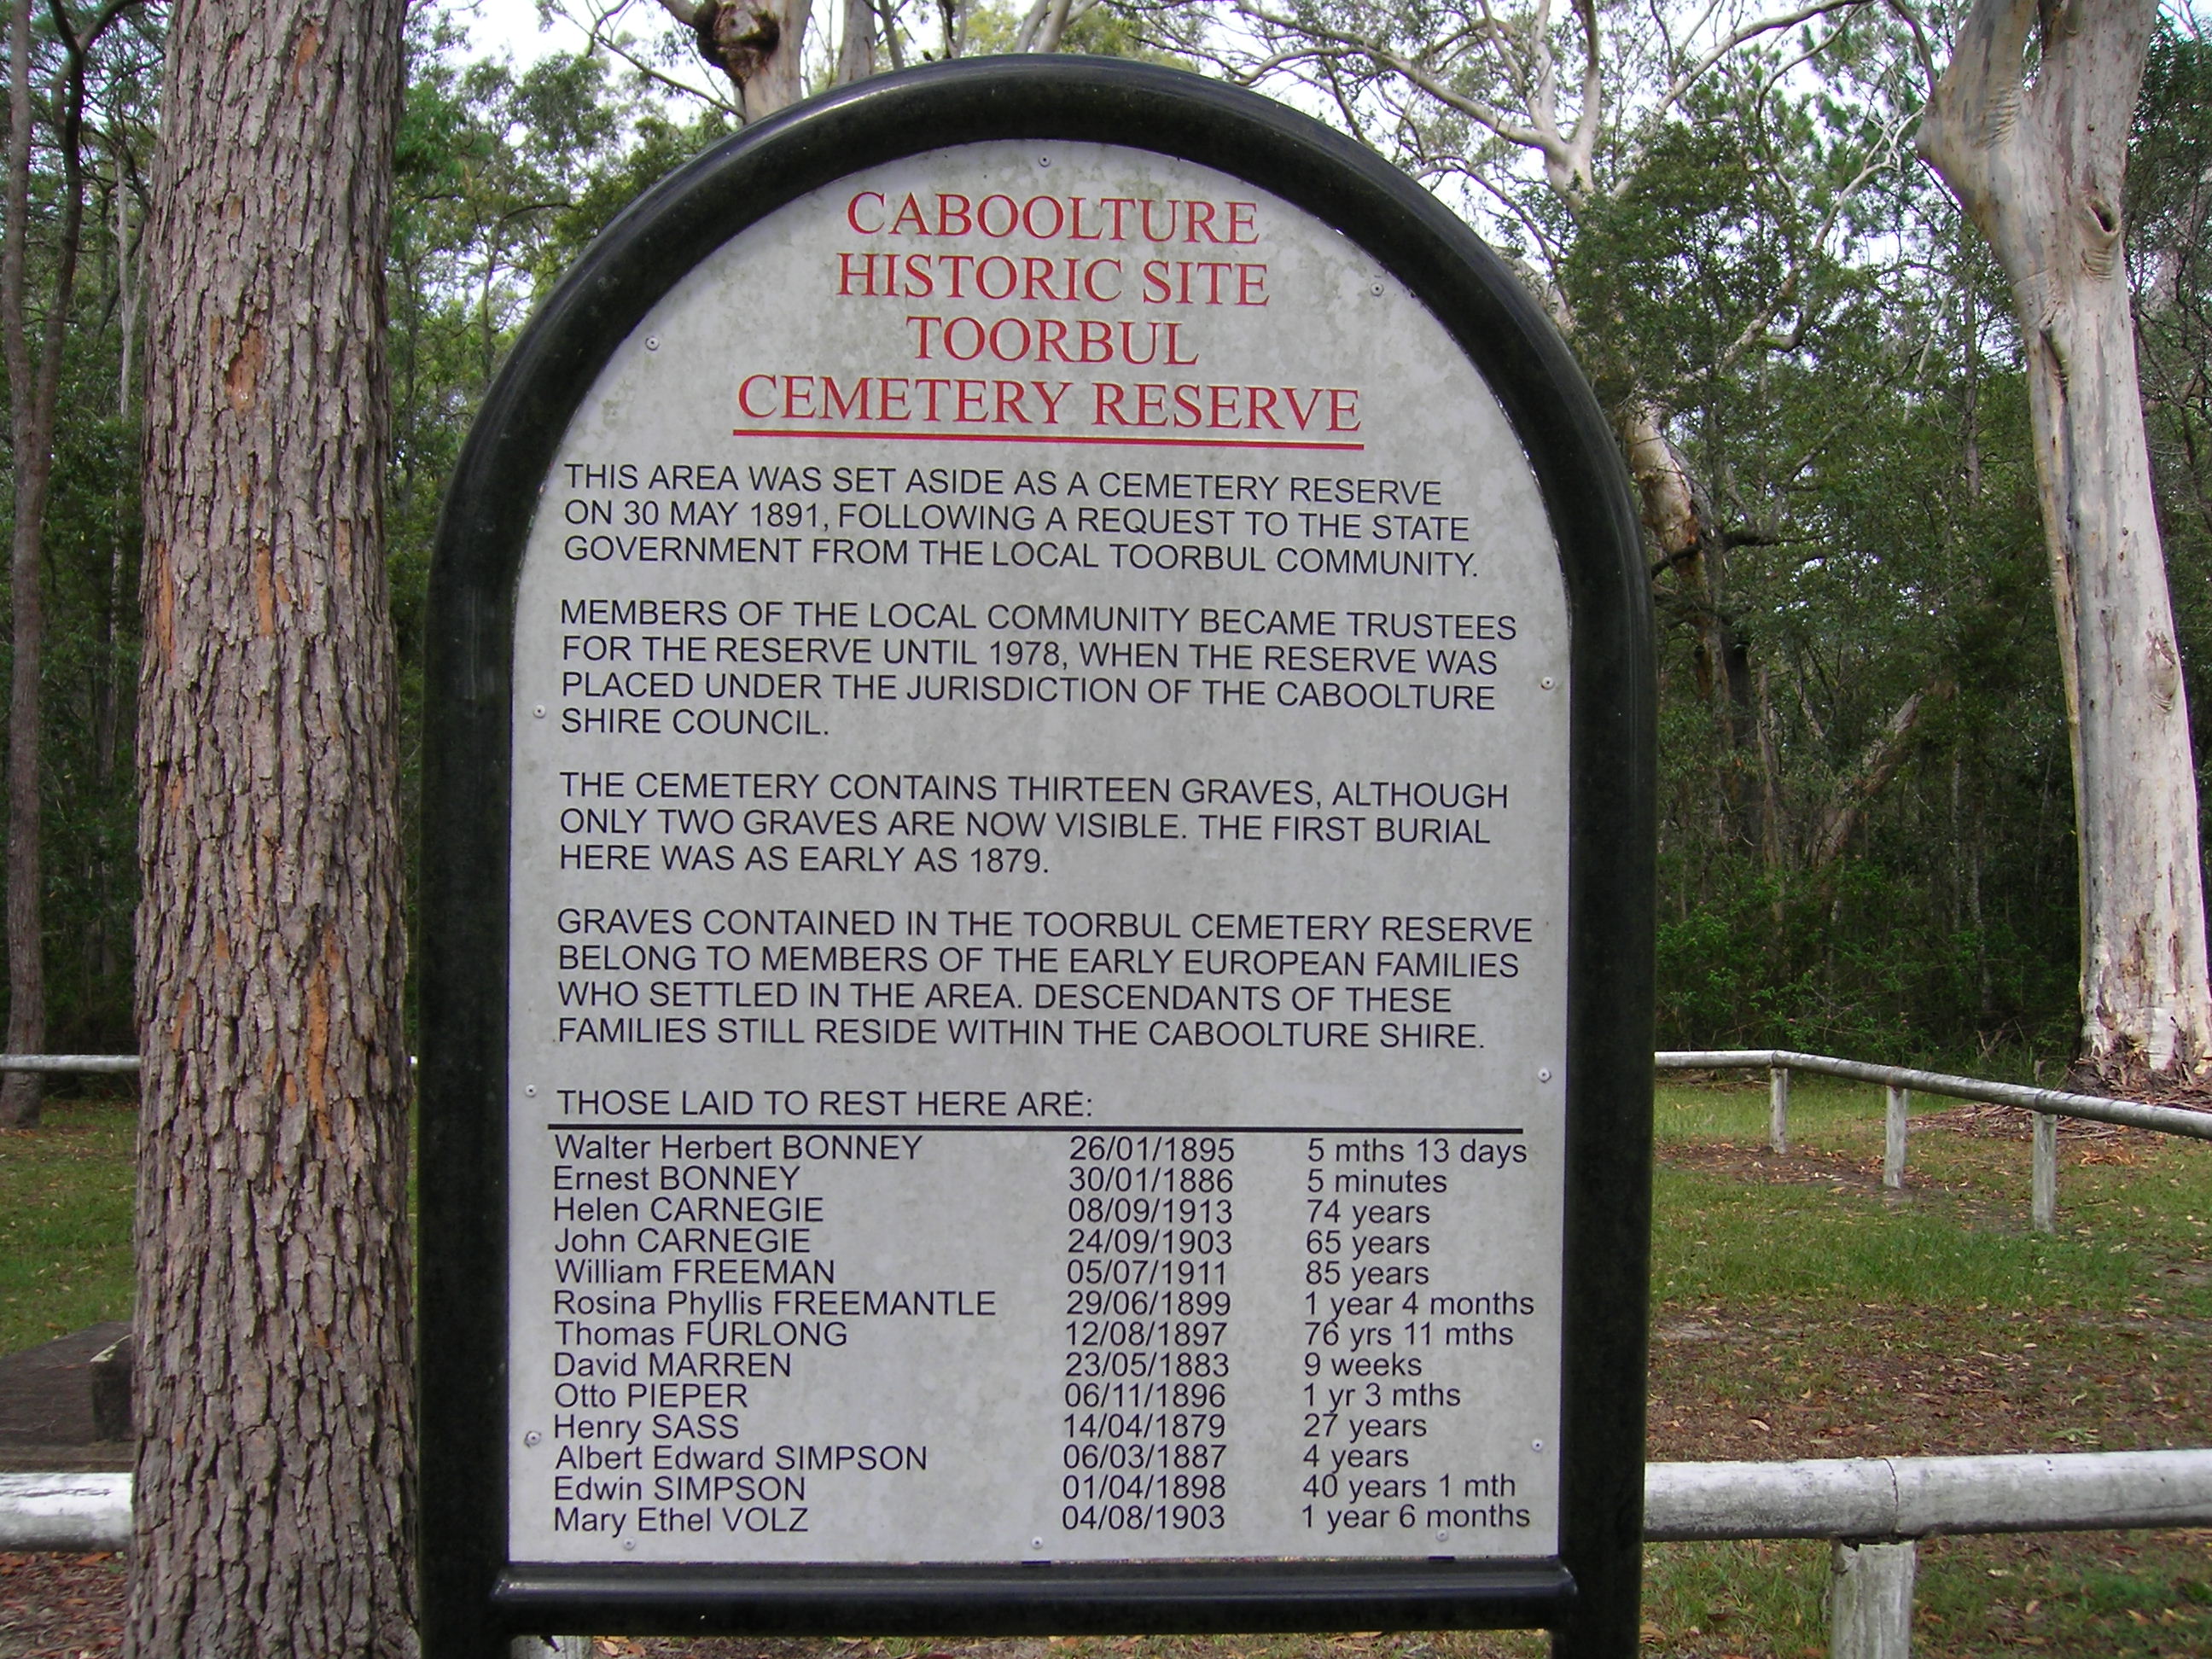 CABOOLTURE
HISTORIC SITE
TOORBUL
CEMETERY RESERVE
THIS AREA WAS SET ASIDE AS A CEMETERY RESERVE
ON 30 MAY 1891, FOLLOWING A REQUEST TO THE STATE
GOVERNMENT FROM THE LOCAL TOORBUL COMMUNITY.
MEMBERS OF THE LOCAL COMMUNITY BECAME TRUSTEES
FOR THE RESERVE UNTIL 1978, WHEN THE RESERVE WAS
PLACED UNDER THE JURISDICTION OF THE CABOOLTURE
SHIRE COUNCIL.
THE CEMETERY CONTAINS THIRTEEN GRAVES, ALTHOUGH
ONLY TWO GRAVES ARE NOW VISIBLE. THE FIRST BURIAL
HERE WAS AS EARLY AS 1879.
GRAVES CONTAINED IN THE TOORBUL CEMETERY RESERVE
BELONG TO MEMBERS OF THE EARLY EUROPEAN FAMILIES
WHO SETTLED IN THE AREA. DESCENDANTS OF THESE
FAMILIES STILL RESIDE WITHIN THE CABOOLTURE SHIRE.
THOSE LAID TO REST HERE ARE:
Walter Herbert BONNEY 26/01/1895 5 mths 13 days
Ernest BONNEY 30/01/1886 5 minutes
Helen CARNEGIE 08/09/1913 74 years
John CARNEGIE 24/09/1903 65 years
William FREEMAN 05/07/1911 85 years
Rosina Phyllis FREEMANTLE 29/06/1899 1 year 4 months
Thomas FURLONG 12/08/1897 76 yrs 11 mths
David MARREN 23/05/1883 9 weeks
Otto PIEPER 06/11/1896 1 yr 3 mths
Henry SASS 14/04/1879 27 years
Albert Edward SIMPSON 06/03/1887 4 years
Edwin SIMPSON 01/04/1898 40 years 1 mth
Mary Ethel VOLZ 04/08/1903 1 year 6 months